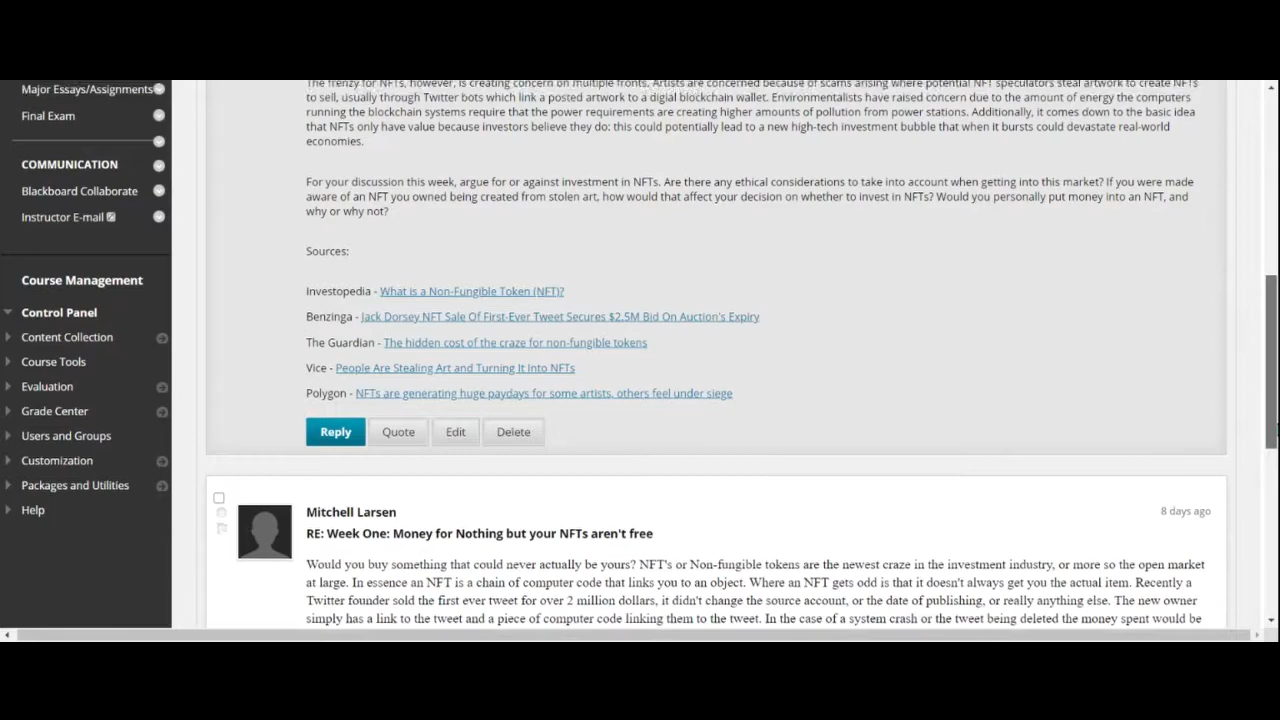 Major Essays/Assignments
Final Exam
COMMUNICATION
Blackboard Collaborate
Instructor E-mail
Course Management
Control Panel
Content Collection
Course Tools
Evaluation
Grade Center
Users and Groups
Customization
Packages and Utilities
Help
The frenzy for NFTs, however, is creating concern on multiple fronts. Artists are concerned because of scams arising where potential NFT speculators steal artwork to create NFTs
to sell, usually through Twitter bots which link a posted artwork to a digial blockchain wallet. Environmentalists have raised concern due to the amount of energy the computers
running the blockchain systems require that the power requirements are creating higher amounts of pollution from power stations. Additionally, it comes down to the basic idea
that NFTs only have value because investors believe they do: this could potentially lead to a new high-tech investment bubble that when it bursts could devastate real-world
economies.
For your discussion this week, argue for or against investment in NFTs. Are there any ethical considerations to take into account when getting into this market? If you were made
aware of an NFT you owned being created from stolen art, how would that affect your decision on whether to invest in NFTs? Would you personally put money into an NFT, and
why or why not?
Sources:
Investopedia - What is a Non-Fungible Token (NFT)?
Benzinga - Jack Dorsey NFT Sale Of First-Ever Tweet Secures $2.5M Bid On Auction's Expiry
The Guardian - The hidden cost of the craze for non-fungible tokens
Vice - People Are Stealing Art and Turning It Into NFTs
Polygon - NFTs are generating huge paydays for some artists, others feel under siege
Reply Quote Edit Delete
Mitchell Larsen 8 days ago
RE: Week One: Money for Nothing but your NFTs aren't free
Would you buy something that could never actually be yours? NFT's or Non-fungible tokens are the newest craze in the investment industry, or more so the open market
at large. In essence an NFT is a chain of computer code that links you to an object. Where an NFT gets odd is that it doesn't always get you the actual item. Recently a
Twitter founder sold the first ever tweet for over 2 million dollars, it didn't change the source account, or the date of publishing, or really anything else. The new owner
simply has a link to the tweet and a piece of computer code linking them to the tweet. In the case of a system crash or the tweet being deleted the money spent would be